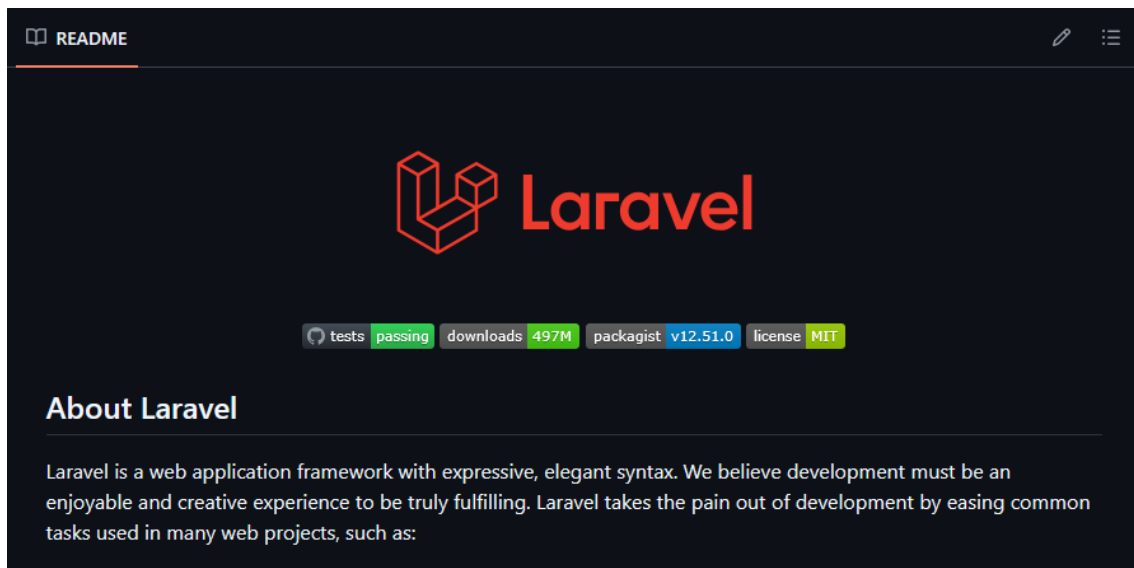 README
Laravel
tests passing downloads 497M packagist v12.51.0 license MIT
About Laravel
Laravel is a web application framework with expressive, elegant syntax. We believe development must be an
enjoyable and creative experience to be truly fulfilling. Laravel takes the pain out of development by easing common
tasks used in many web projects, such as: